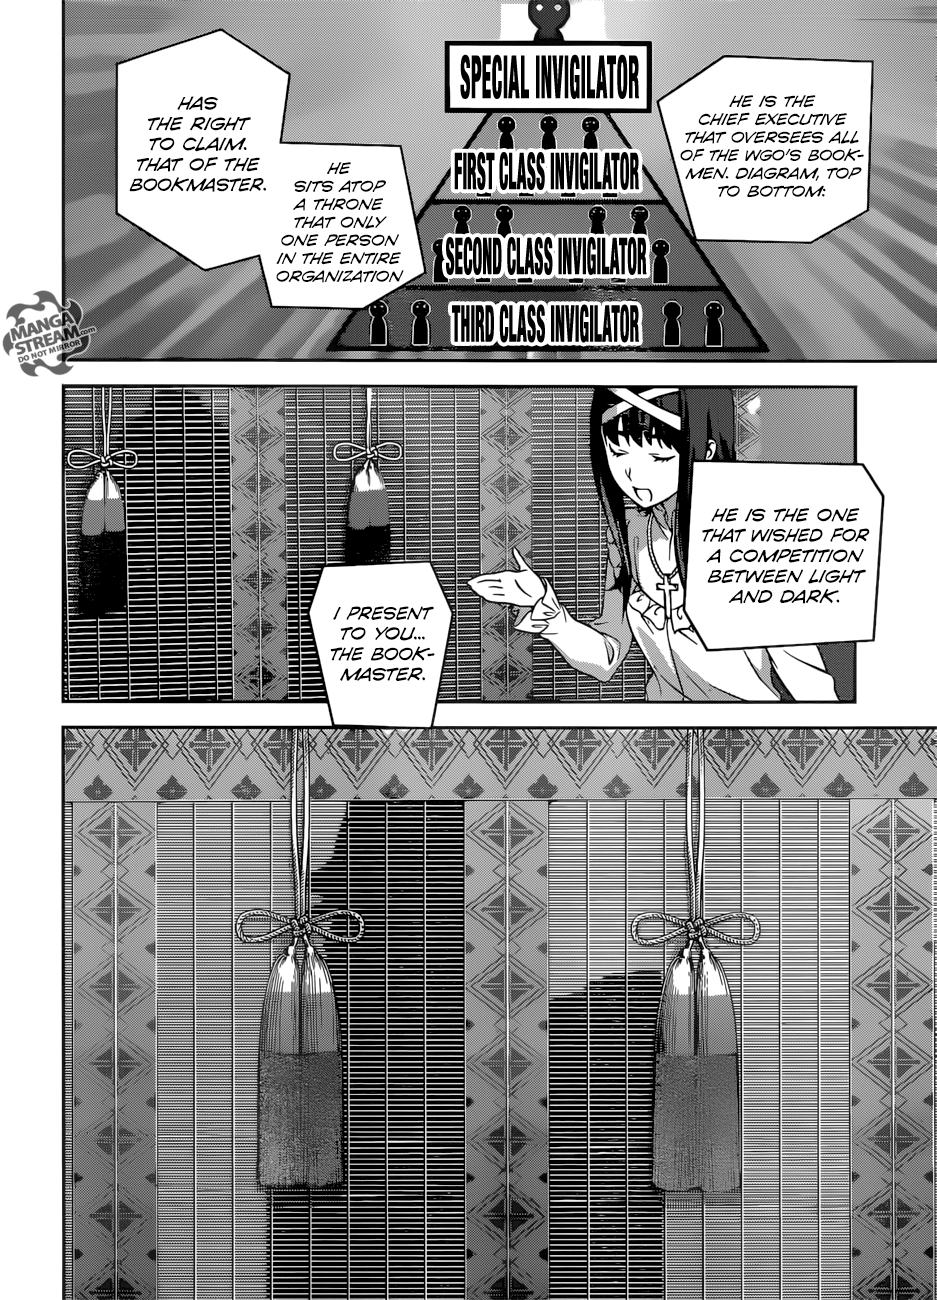 HE IS THE
CHIEF EXECUTIVE
THAT OVERSEES ALL
OF THE WGO'S BOOK-
MEN. DIAGRAM, TOP
TO BOTTOM:
SPECIAL INVIGILATOR
FIRST CLASS INVIGILATOR
SECOND CLASS INVIGILATOR
THIRD CLASS INVIGILATOR
HE
SITS ATOP
A THRONE
THAT ONLY
ONE PERSON
IN THE ENTIRE
ORGANIZATION
HAS
THE RIGHT
TO CLAIM.
THAT OF THE
BOOKMASTER.
MANGA
STREAM.com
DO NOT MIRROR
HE IS THE ONE
THAT WISHED FOR
A COMPETITION
BETWEEN LIGHT
AND DARK.
I PRESENT
TO YOU...
THE BOOK-
MASTER.